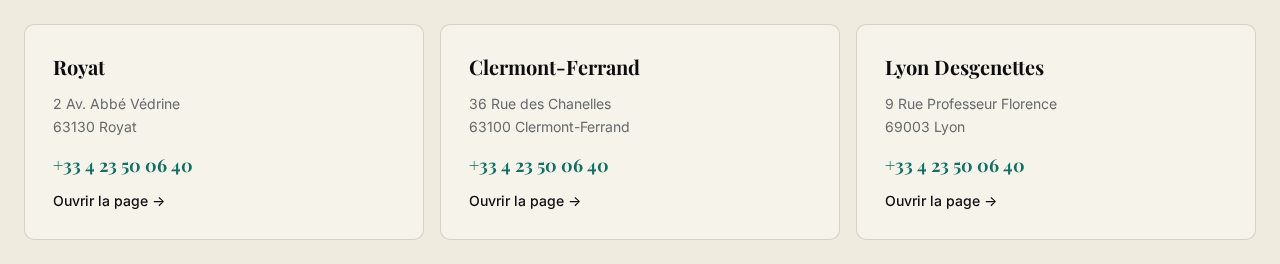 Royat
2 Av. Abbé Védrine
63130 Royat
+33 4 23 50 06 40
Ouvrir la page →
Clermont-Ferrand
36 Rue des Chanelles
63100 Clermont-Ferrand
+33 4 23 50 06 40
Ouvrir la page →
Lyon Desgenettes
9 Rue Professeur Florence
69003 Lyon
+33 4 23 50 06 40
Ouvrir la page →